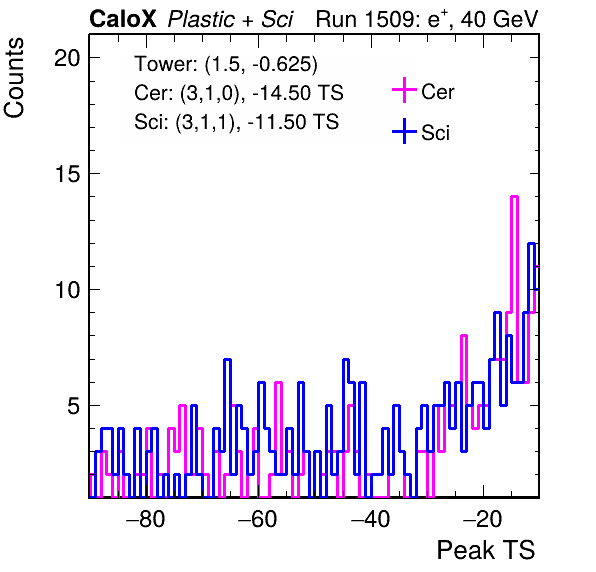 CaloX Plastic + Sci Run 1509: e+, 40 GeV
Counts
Tower: (1.5, -0.625)
Cer: (3,1,0), -14.50 TS
Sci: (3,1,1), -11.50 TS
Cer
Sci
20
15
10
5
−80 −60 −40 −20
Peak TS